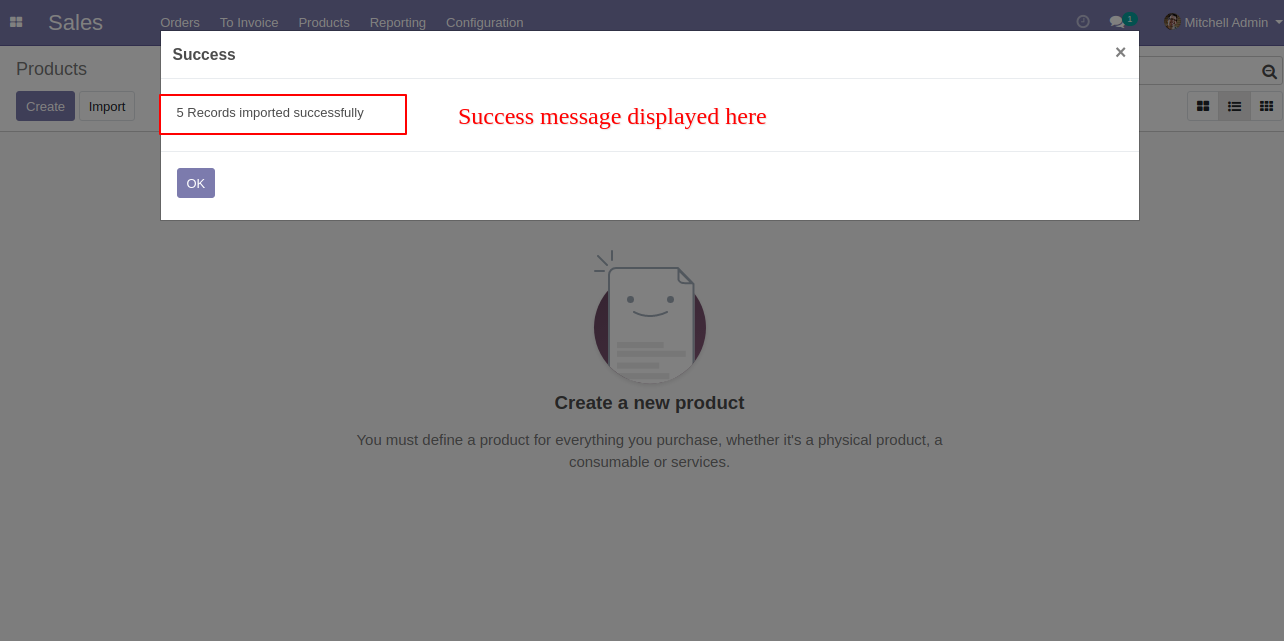 Sales Orders To Invoice Products Reporting Configuration 1 Mitchell Admin
Success ×
Products
Create Import
5 Records imported successfully
Success message displayed here
OK
Create a new product
You must define a product for everything you purchase, whether it's a physical product, a
consumable or services.